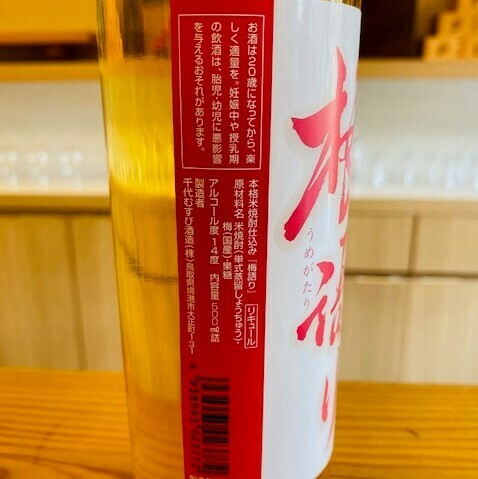 お酒は20歳になってから、楽
しく適量を。妊娠中や授乳期
の飲酒は、胎児・幼児に悪影響
を与えるおそれがあります。
本格米焼酎仕込み『梅語り』 リキュール
原材料名 米焼酎(単式蒸留しょうちゅう)・
梅(国産)・果糖
アルコール度 14度 内容量500ml詰
製造者
千代むすび酒造(株)鳥取県境港市大正町131
梅語り
うめがたり